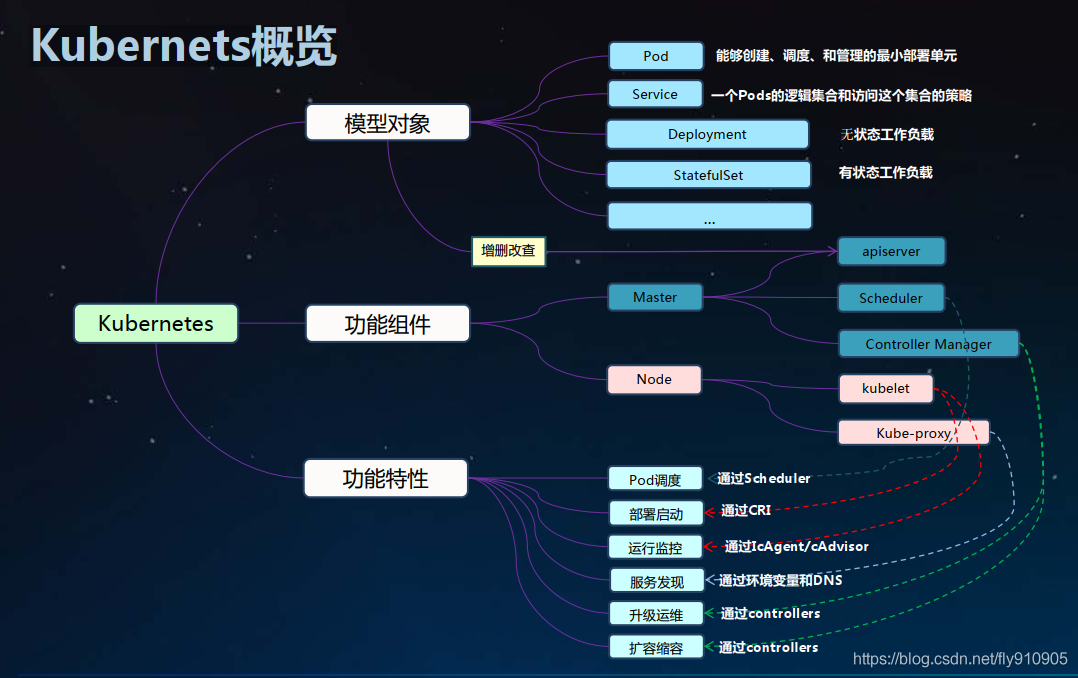 Kubernets概览
Pod
能够创建、调度、和管理的最小部署单元
Service
一个Pods的逻辑集合和访问这个集合的策略
模型对象
Deployment
无状态工作负载
StatefulSet
有状态工作负载
...
增删改查
apiserver
Kubernetes
功能组件
Master
Scheduler
Controller Manager
Node
kubelet
Kube-proxy
功能特性
Pod调度
通过Scheduler
部署启动
通过CRI
运行监控
通过IcAgent/cAdvisor
服务发现
通过环境变量和DNS
升级运维
通过controllers
扩容缩容
通过controllers
https://blog.csdn.net/fly910905